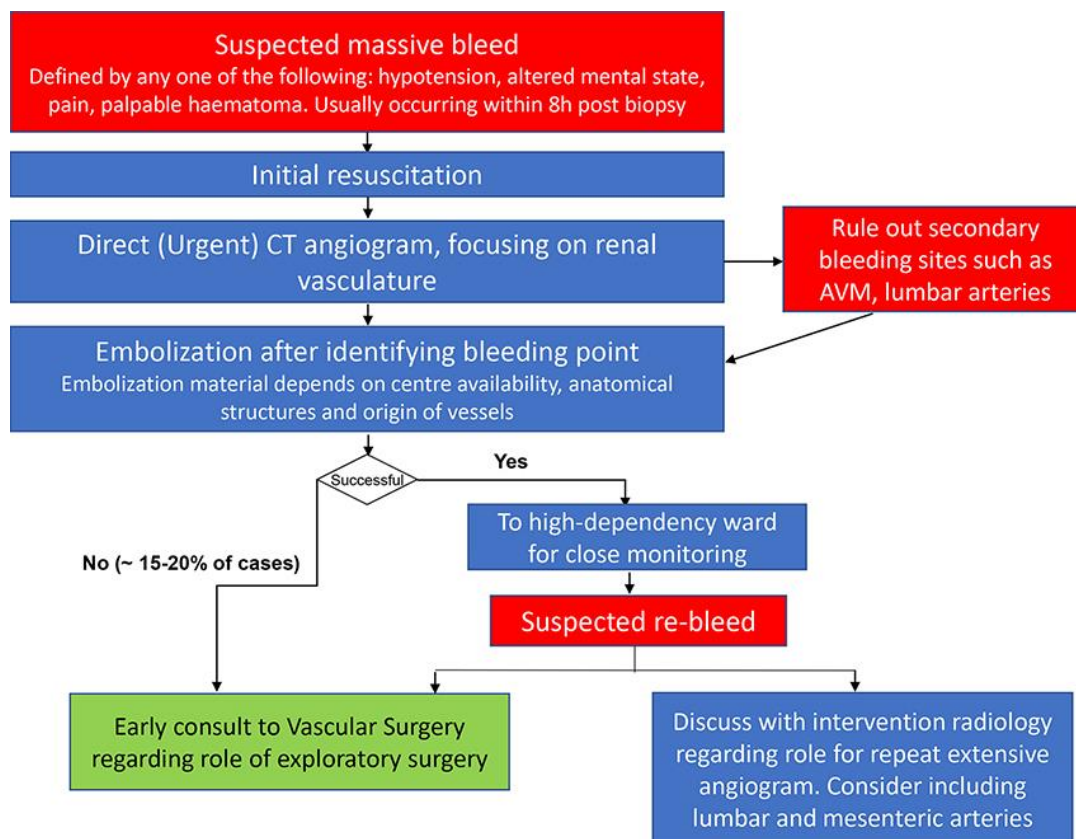 Suspected massive bleed
Defined by any one of the following: hypotension, altered mental state,
pain, palpable haematoma. Usually occurring within 8h post biopsy
Initial resuscitation
Direct (Urgent) CT angiogram, focusing on renal
vasculature
Rule out secondary
bleeding sites such as
AVM, lumbar arteries
Embolization after identifying bleeding point
Embolization material depends on centre availability, anatomical
structures and origin of vessels
Successful
Yes
No (~ 15-20% of cases)
To high-dependency ward
for close monitoring
Suspected re-bleed
Early consult to Vascular Surgery
regarding role of exploratory surgery
Discuss with intervention radiology
regarding role for repeat extensive
angiogram. Consider including
lumbar and mesenteric arteries